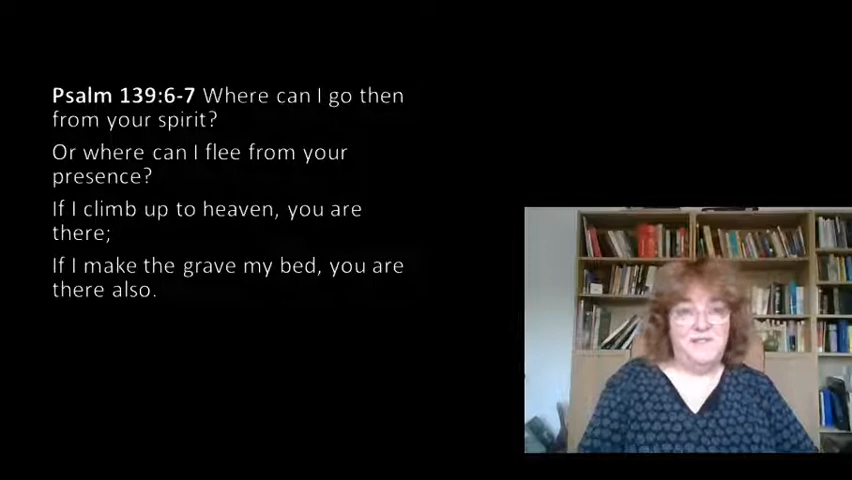 Psalm 139:6-7 Where can I go then
from your spirit?
Or where can I flee from your
presence?
If I climb up to heaven, you are
there;
If I make the grave my bed, you are
there also.